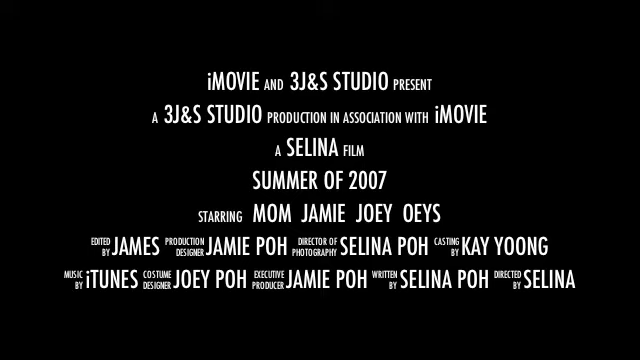 iMOVIE AND 3J&S STUDIO PRESENT
A 3J&S STUDIO PRODUCTION IN ASSOCIATION WITH iMOVIE
A SELINA FILM
SUMMER OF 2007
STARRING MOM JAMIE JOEY OEYS
EDITED BY JAMES PRODUCTION DESIGNER JAMIE POH DIRECTOR OF PHOTOGRAPHY SELINA POH CASTING BY KAY YOONG
MUSIC BY iTUNES COSTUME DESIGNER JOEY POH EXECUTIVE PRODUCER JAMIE POH WRITTEN BY SELINA POH DIRECTED BY SELINA